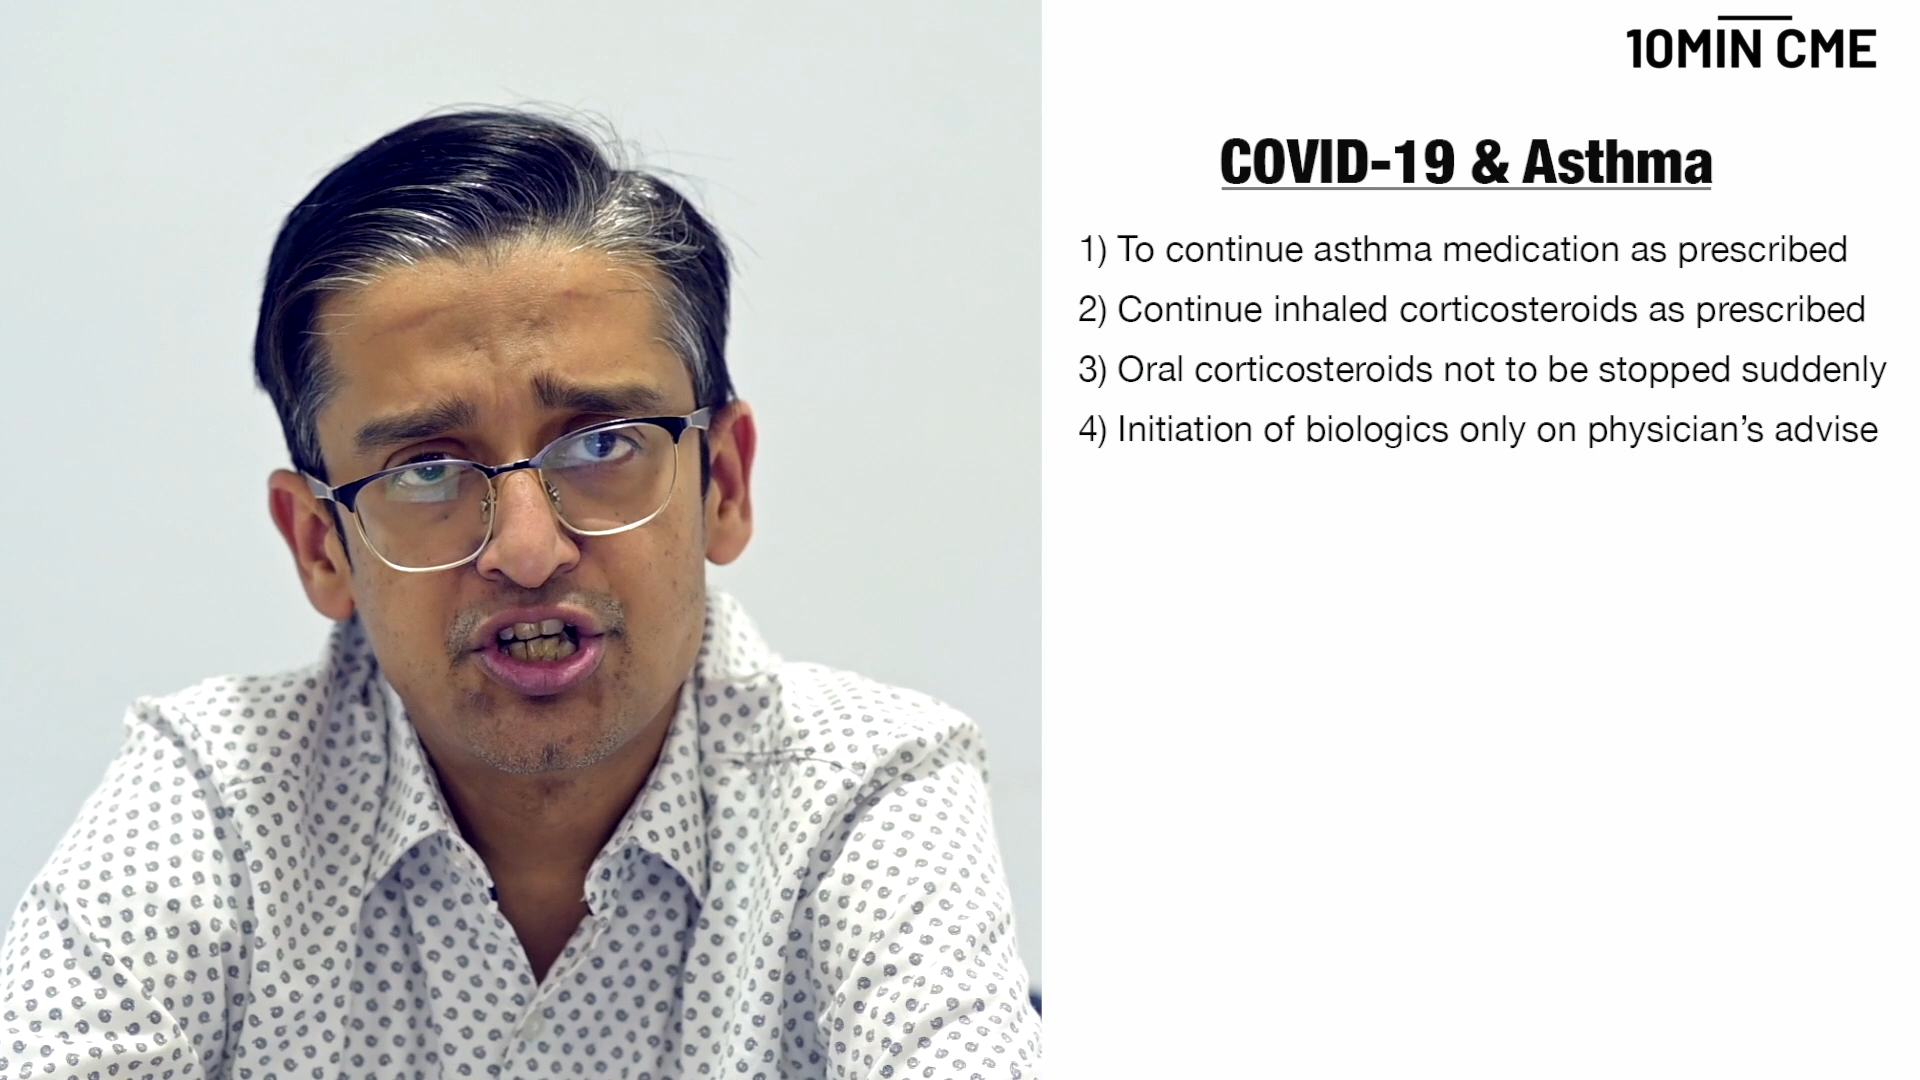 10MIN CME
COVID-19 & Asthma
1) To continue asthma medication as prescribed
2) Continue inhaled corticosteroids as prescribed
3) Oral corticosteroids not to be stopped suddenly
4) Initiation of biologics only on physician’s advise